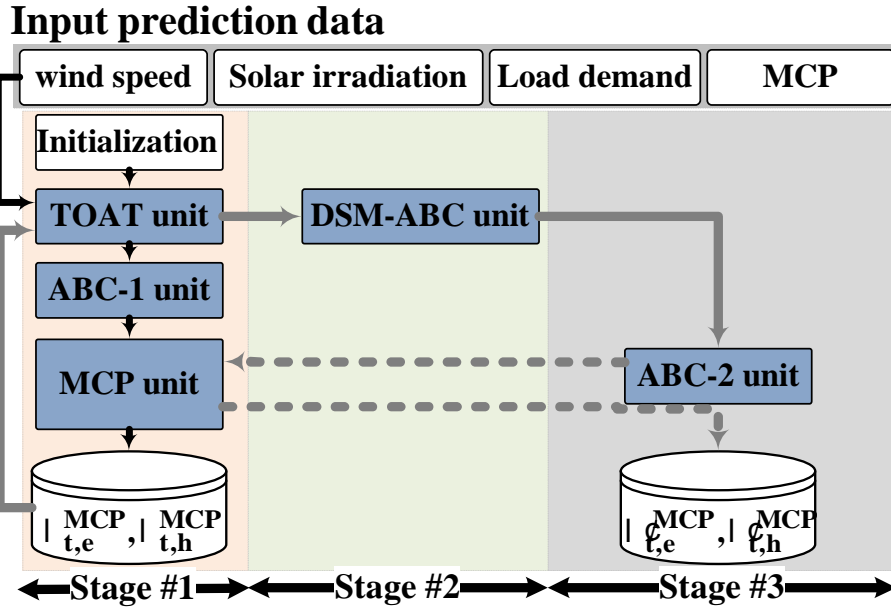 Input prediction data
wind speed
Solar irradiation
Load demand
MCP
Initialization
TOAT unit
DSM-ABC unit
ABC-1 unit
MCP unit
ABC-2 unit
l MCP t,e , l MCP t,h
l ¢ MCP t,e , l ¢ MCP t,h
Stage #1
Stage #2
Stage #3